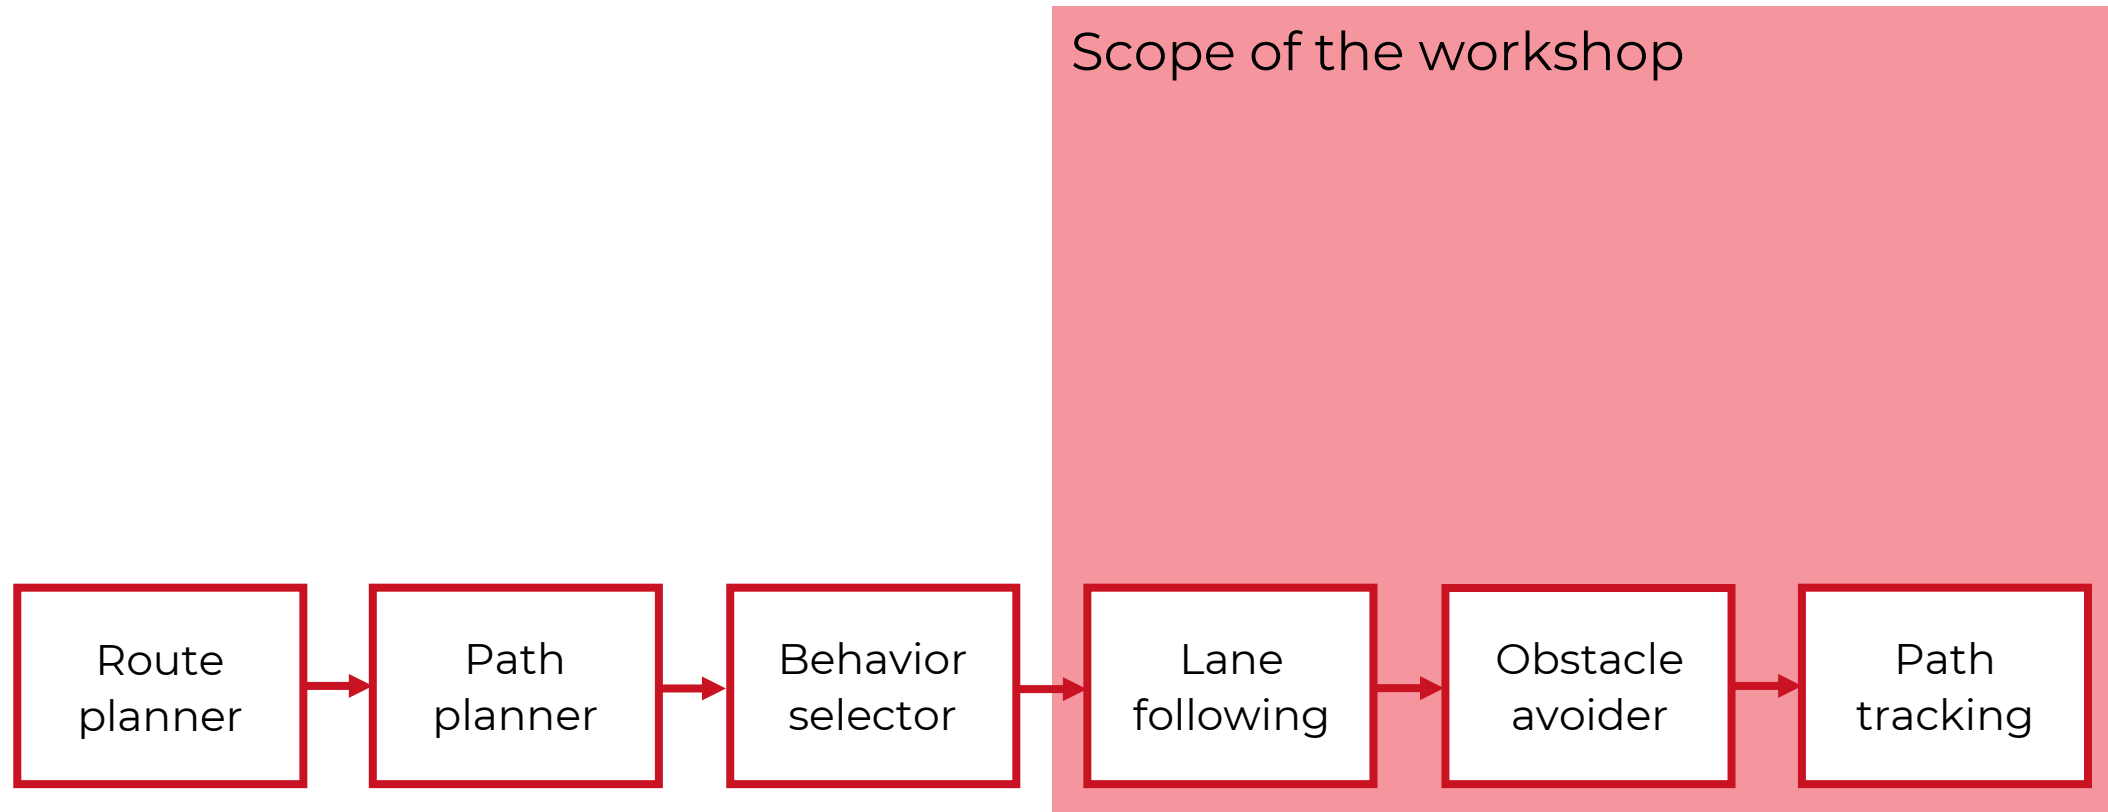 Scope of the workshop
Route
planner
Path
planner
Behavior
selector
Lane
following
Obstacle
avoider
Path
tracking